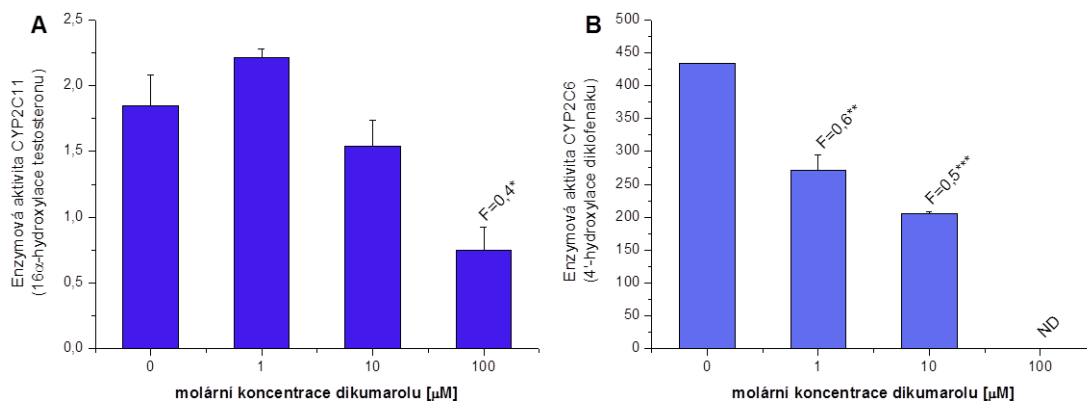 A
Enzymová aktivita CYP2C11
(16α-hydroxylace testosteronu)
2,5
2,0
1,5
1,0
0,5
0,0
F=0,4*
0
1
10
100
molární koncentrace dikumarolu [µM]
B
Enzymová aktivita CYP2C6
(4'-hydroxylace diklofenaku)
500
450
400
350
300
250
200
150
100
50
0
F=0,6**
F=0,5***
ND
0
1
10
100
molární koncentrace dikumarolu [µM]